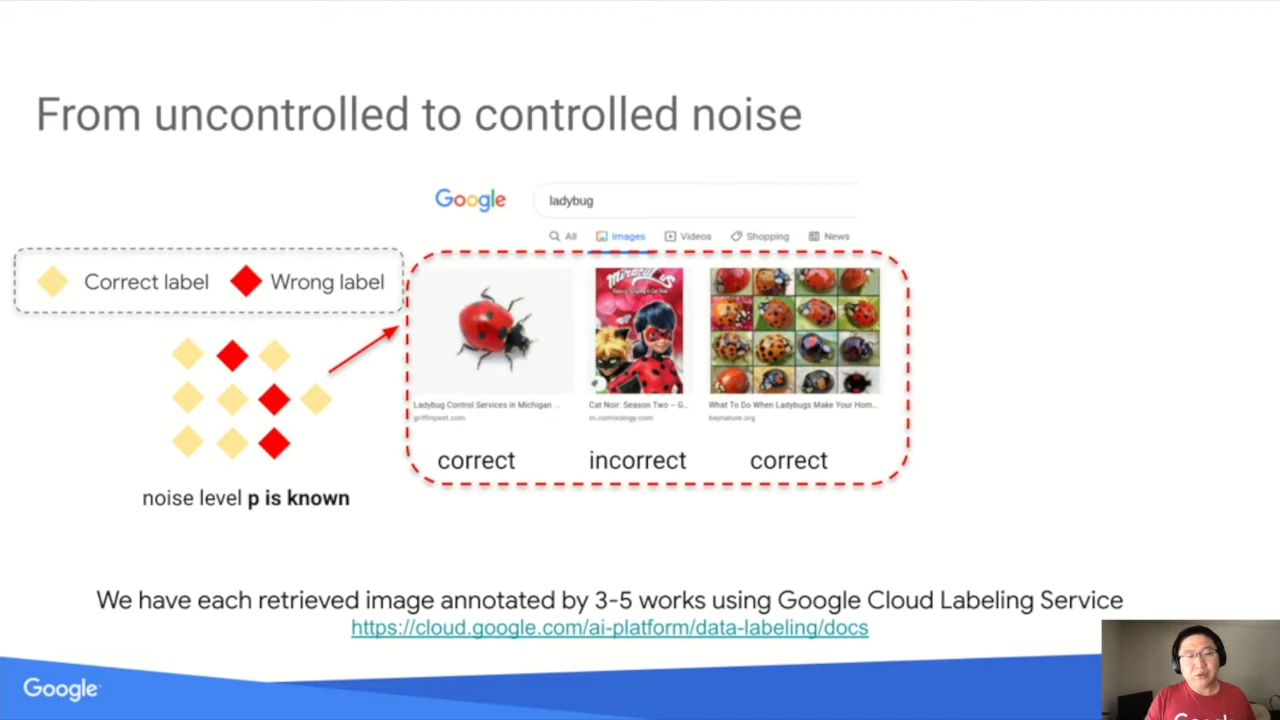 From uncontrolled to controlled noise
Google
ladybug
All
Images
Videos
Shopping
News
Correct label
Wrong label
Ladybug Control Services in Michigan ...
griffinpest.com
Miraculous
Cat Noir: Season Two – G...
m.comixology.com
What To Do When Ladybugs Make Your Hom...
baynature.org
correct
incorrect
correct
noise level p is known
We have each retrieved image annotated by 3-5 works using Google Cloud Labeling Service
https://cloud.google.com/ai-platform/data-labeling/docs
Google